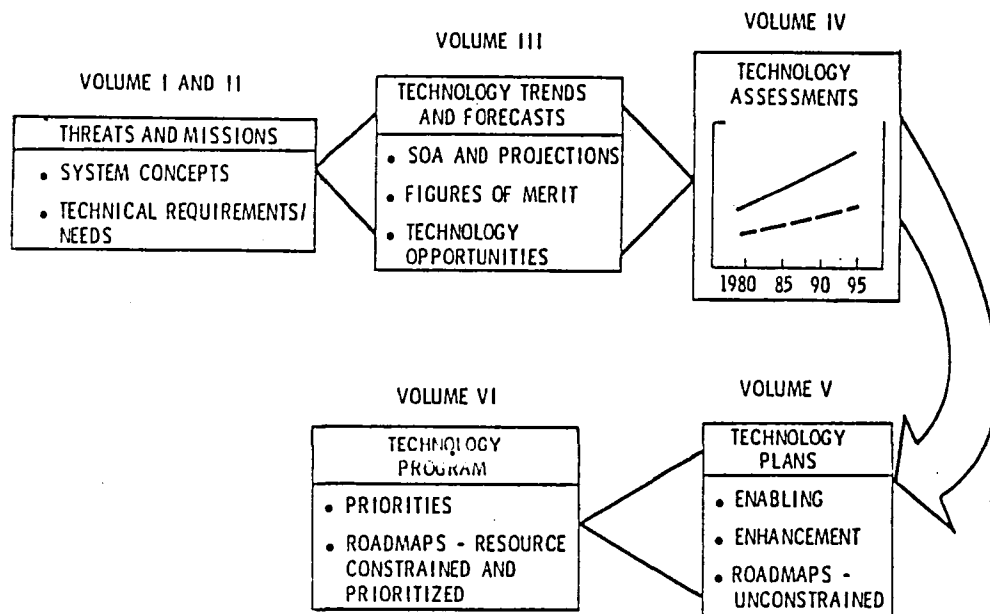 VOLUME I AND II
THREATS AND MISSIONS
• SYSTEM CONCEPTS
• TECHNICAL REQUIREMENTS/
NEEDS
VOLUME III
TECHNOLOGY TRENDS
AND FORECASTS
• SOA AND PROJECTIONS
• FIGURES OF MERIT
• TECHNOLOGY
OPPORTUNITIES
VOLUME IV
TECHNOLOGY
ASSESSMENTS
1980 85 90 95
VOLUME V
TECHNOLOGY
PLANS
• ENABLING
• ENHANCEMENT
• ROADMAPS -
UNCONSTRAINED
VOLUME VI
TECHNOLOGY
PROGRAM
• PRIORITIES
• ROADMAPS - RESOURCE
CONSTRAINED AND
PRIORITIZED